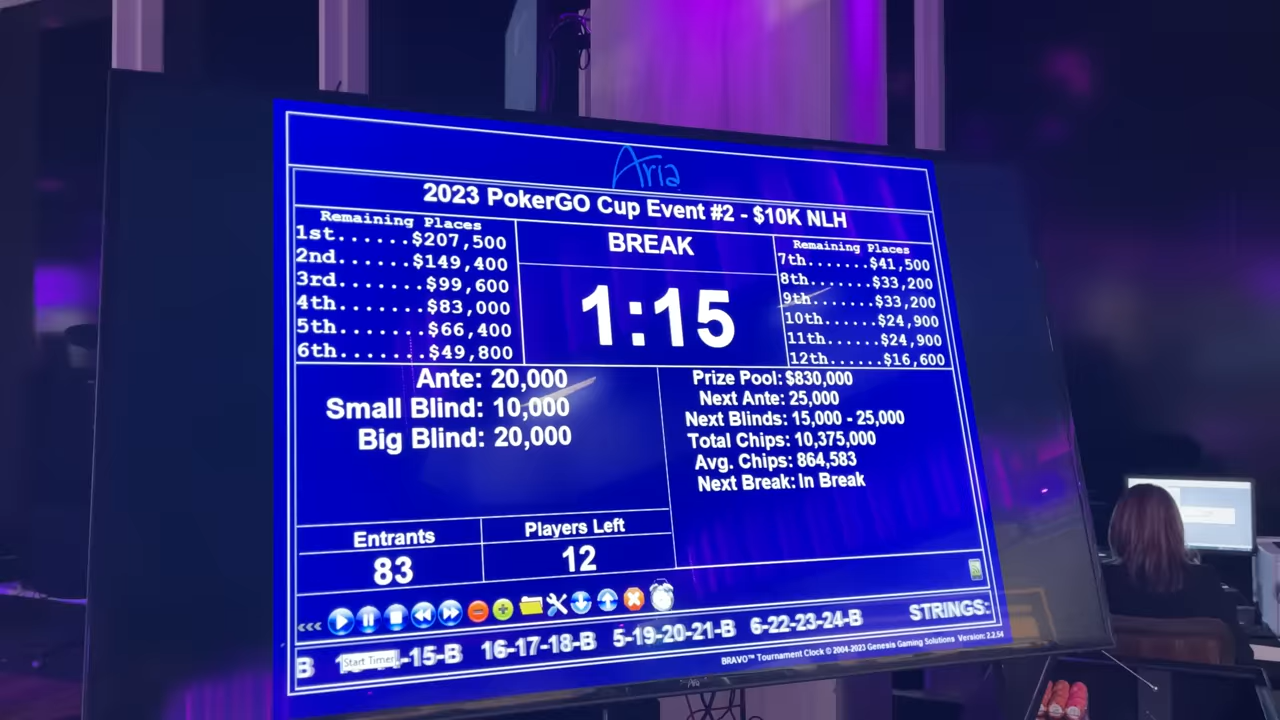 Aria
2023 PokerGO Cup Event #2 - $10K NLH
Remaining Places
1st......$207,500
2nd......$149,400
3rd.......$99,600
4th.......$83,000
5th.......$66,400
6th.......$49,800
BREAK
1:15
Remaining Places
7th.......$41,500
8th.......$33,200
9th.......$33,200
10th......$24,900
11th......$24,900
12th......$16,600
Ante: 20,000
Small Blind: 10,000
Big Blind: 20,000
Prize Pool: $830,000
Next Ante: 25,000
Next Blinds: 15,000 - 25,000
Total Chips: 10,375,000
Avg. Chips: 864,583
Next Break: In Break
Entrants
83
Players Left
12
<<<
B -15-B 16-17-18-B 5-19-20-21-B 6-22-23-24-B STRINGS:
Start Timer
BRAVO™ Tournament Clock © 2004-2023 Genesis Gaming Solutions Version: 2.2.54